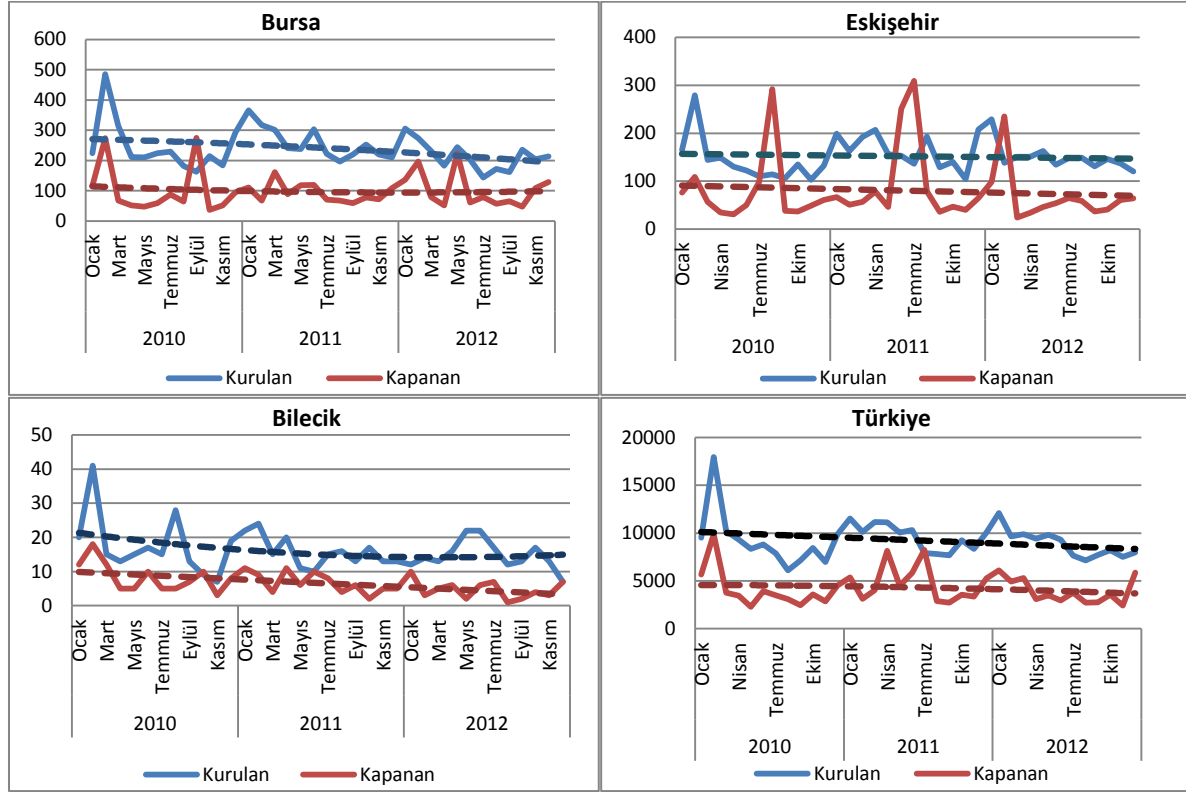 Bursa
600
500
400
300
200
100
0
Ocak
Mart
Mayıs
Temmuz
Eylül
Kasım
Ocak
Mart
Mayıs
Temmuz
Eylül
Kasım
Ocak
Mart
Mayıs
Temmuz
Eylül
Kasım
2010 2011 2012
Kurulan Kapanan
Eskişehir
400
300
200
100
0
Ocak
Nisan
Temmuz
Ekim
Ocak
Nisan
Temmuz
Ekim
Ocak
Nisan
Temmuz
Ekim
2010 2011 2012
Kurulan Kapanan
Bilecik
50
40
30
20
10
0
Ocak
Mart
Mayıs
Temmuz
Eylül
Kasım
Ocak
Mart
Mayıs
Temmuz
Eylül
Kasım
Ocak
Mart
Mayıs
Temmuz
Eylül
Kasım
2010 2011 2012
Kurulan Kapanan
Türkiye
20000
15000
10000
5000
0
Ocak
Nisan
Temmuz
Ekim
Ocak
Nisan
Temmuz
Ekim
Ocak
Nisan
Temmuz
Ekim
2010 2011 2012
Kurulan Kapanan